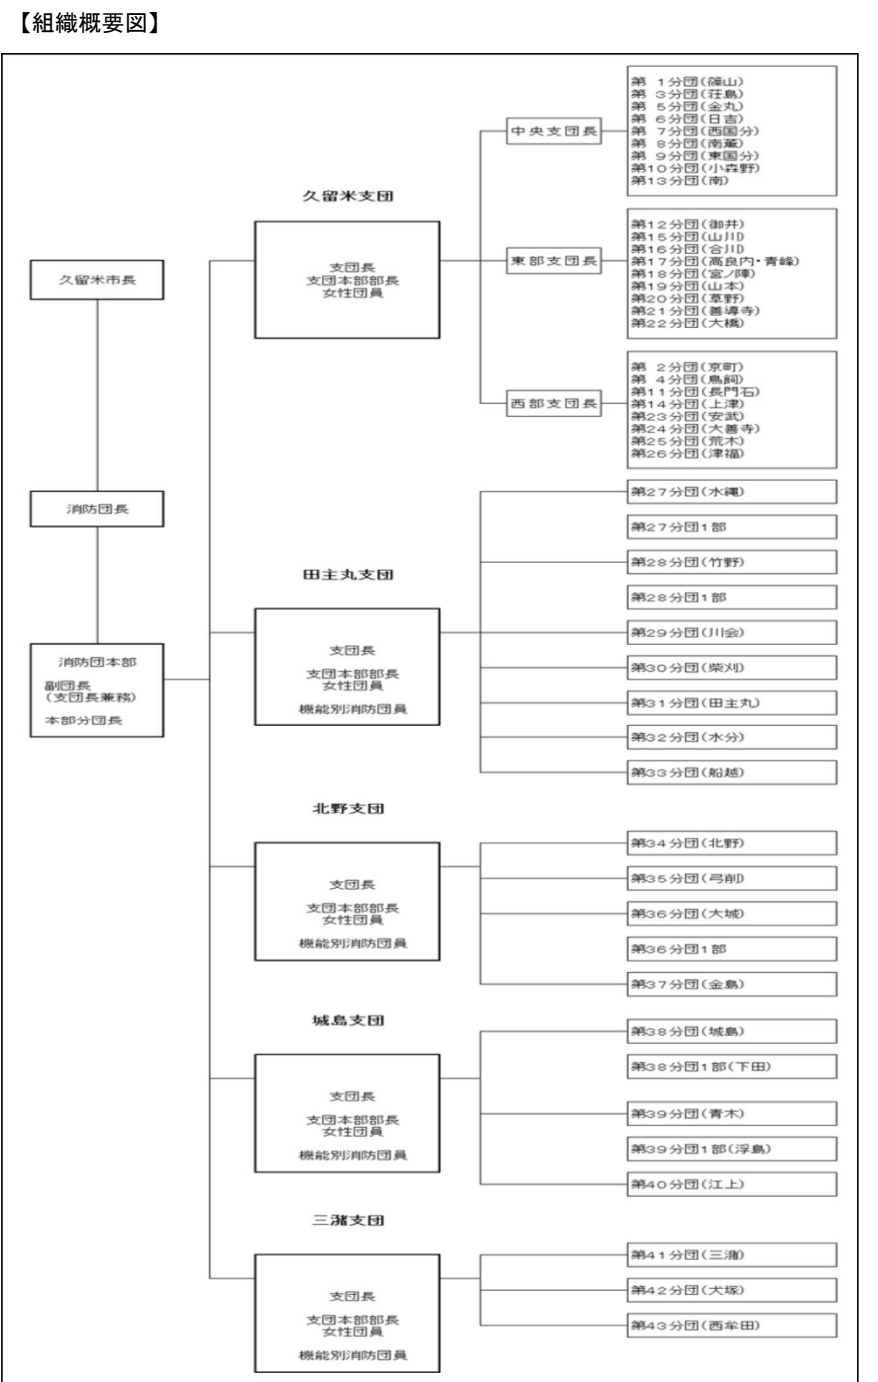 【組織概要図】
久留米市長
消防団長
消防団本部
副団長
(支団長兼務)
本部分団長
久留米支団
支団長
支団本部部長
女性団員
中央支団長
第 1分団(篠山)
第 3分団(荘島)
第 5分団(金丸)
第 6分団(日吉)
第 7分団(西国分)
第 8分団(南薫)
第 9分団(東国分)
第10分団(小森野)
第13分団(南)
東部支団長
第12分団(御井)
第15分団(山川)
第16分団(合川)
第17分団(高良内・青峰)
第18分団(宮ノ陣)
第19分団(山本)
第20分団(草野)
第21分団(善導寺)
第22分団(大橋)
西部支団長
第 2分団(京町)
第 4分団(鳥飼)
第11分団(長門石)
第14分団(上津)
第23分団(安武)
第24分団(大善寺)
第25分団(荒木)
第26分団(津福)
田主丸支団
支団長
支団本部部長
女性団員
機能別消防団員
第27分団(水縄)
第27分団1部
第28分団(竹野)
第28分団1部
第29分団(川会)
第30分団(柴刈)
第31分団(田主丸)
第32分団(水分)
第33分団(船越)
北野支団
支団長
支団本部部長
女性団員
機能別消防団員
第34分団(北野)
第35分団(弓削)
第36分団(大城)
第36分団1部
第37分団(金島)
城島支団
支団長
支団本部部長
女性団員
機能別消防団員
第38分団(城島)
第38分団1部(下田)
第39分団(青木)
第39分団1部(浮島)
第40分団(江上)
三潴支団
支団長
支団本部部長
女性団員
機能別消防団員
第41分団(三潴)
第42分団(犬塚)
第43分団(西牟田)